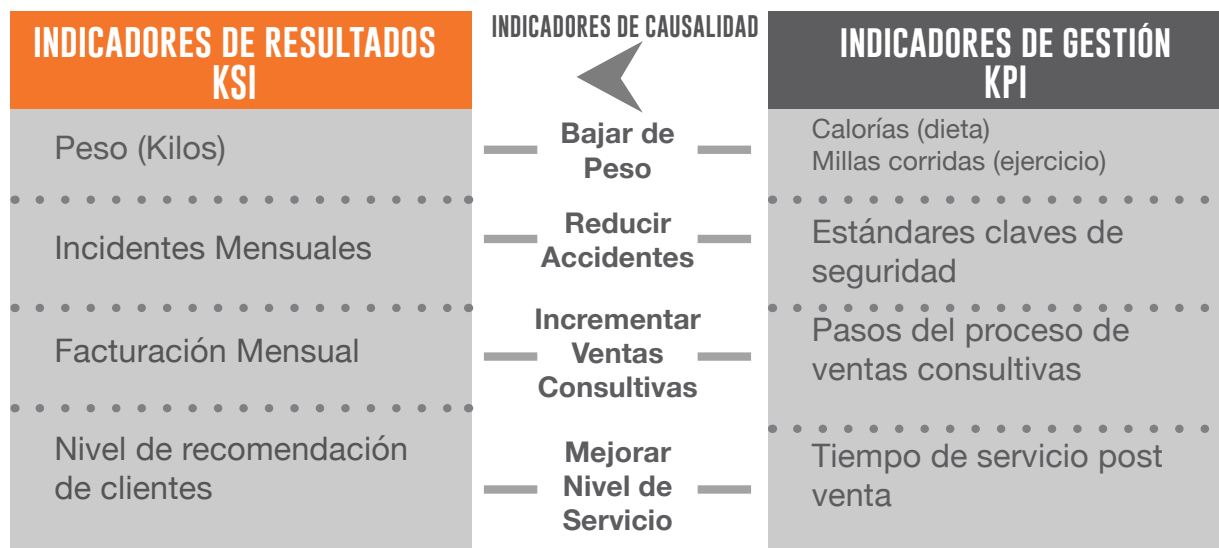 INDICADORES DE RESULTADOS
KSI
INDICADORES DE CAUSALIDAD
INDICADORES DE GESTIÓN
KPI
Peso (Kilos)
Bajar de
Peso
Calorías (dieta)
Millas corridas (ejercicio)
Incidentes Mensuales
Reducir
Accidentes
Estándares claves de
seguridad
Facturación Mensual
Incrementar
Ventas
Consultivas
Pasos del proceso de
ventas consultivas
Nivel de recomendación
de clientes
Mejorar
Nivel de
Servicio
Tiempo de servicio post
venta